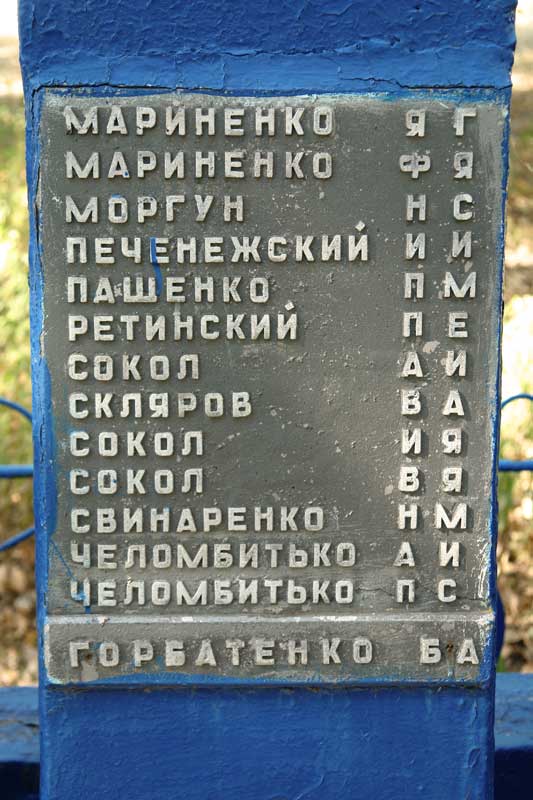 МАРИНЕНКО Я Г
МАРИНЕНКО Ф Я
МОРГУН Н С
ПЕЧЕНЕЖСКИЙ И И
ПАШЕНКО П М
РЕТИНСКИЙ П Е
СОКОЛ А И
СКЛЯРОВ В А
СОКОЛ И Я
СОКОЛ В Я
СВИНАРЕНКО Н М
ЧЕЛОМБИТЬКО А И
ЧЕЛОМБИТЬКО П С
ГОРБАТЕНКО Б А